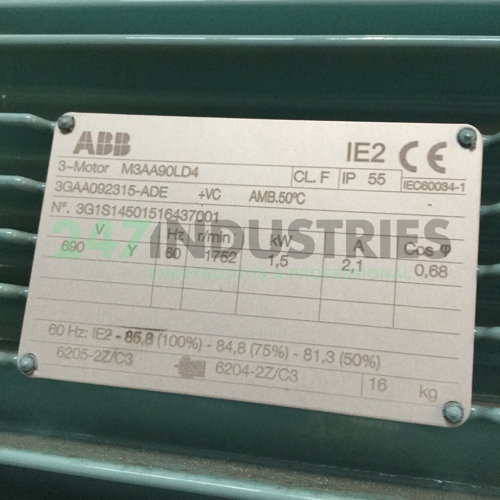 ABB
IE2 CE
3~Motor M3AA90LD4 CL. F IP 55 IEC60034-1
3GAA092315-ADE +VC AMB.50°C -
N°. 3G1S14501516437001
247INDUSTRIES
V Hz r/min kW A Cos φ
690 Y 60 1752 1,5 2,1 0,68
60 Hz: IE2 - 85,8 (100%) - 84,8 (75%) - 81,3 (50%)
6205-2Z/C3 6204-2Z/C3 16 kg